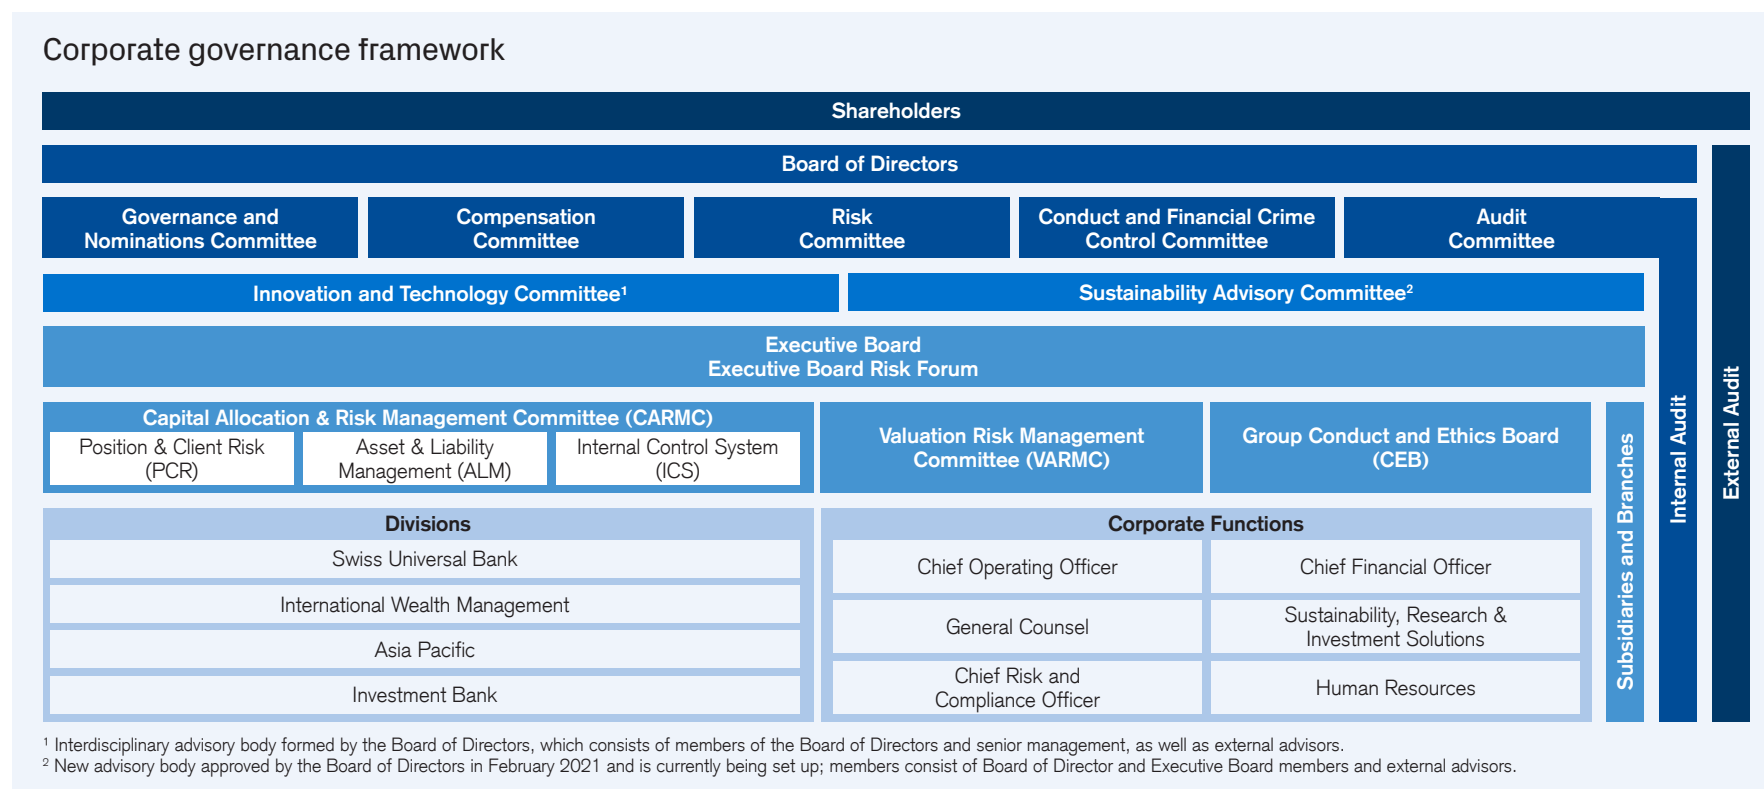 Corporate governance framework
Shareholders
Board of Directors
Governance and
Nominations Committee
Compensation
Committee
Risk
Committee
Conduct and Financial Crime
Control Committee
Audit
Committee
Innovation and Technology Committee¹
Sustainability Advisory Committee²
Executive Board
Executive Board Risk Forum
Capital Allocation & Risk Management Committee (CARMC)
Position & Client Risk
(PCR)
Asset & Liability
Management (ALM)
Internal Control System
(ICS)
Valuation Risk Management
Committee (VARMC)
Group Conduct and Ethics Board
(CEB)
Divisions
Swiss Universal Bank
International Wealth Management
Asia Pacific
Investment Bank
Corporate Functions
Chief Operating Officer
Chief Financial Officer
General Counsel
Sustainability, Research &
Investment Solutions
Chief Risk and
Compliance Officer
Human Resources
Subsidiaries and Branches
Internal Audit
External Audit
¹ Interdisciplinary advisory body formed by the Board of Directors, which consists of members of the Board of Directors and senior management, as well as external advisors.
² New advisory body approved by the Board of Directors in February 2021 and is currently being set up; members consist of Board of Director and Executive Board members and external advisors.